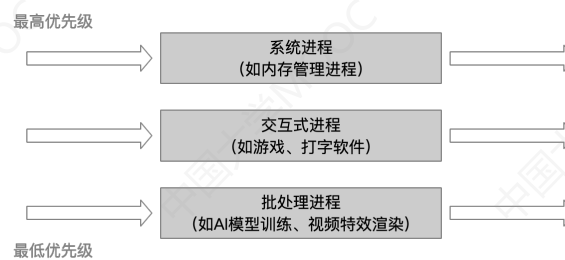 最高优先级
系统进程
（如内存管理进程）
交互式进程
（如游戏、打字软件）
批处理进程
（如AI模型训练、视频特效渲染）
最低优先级